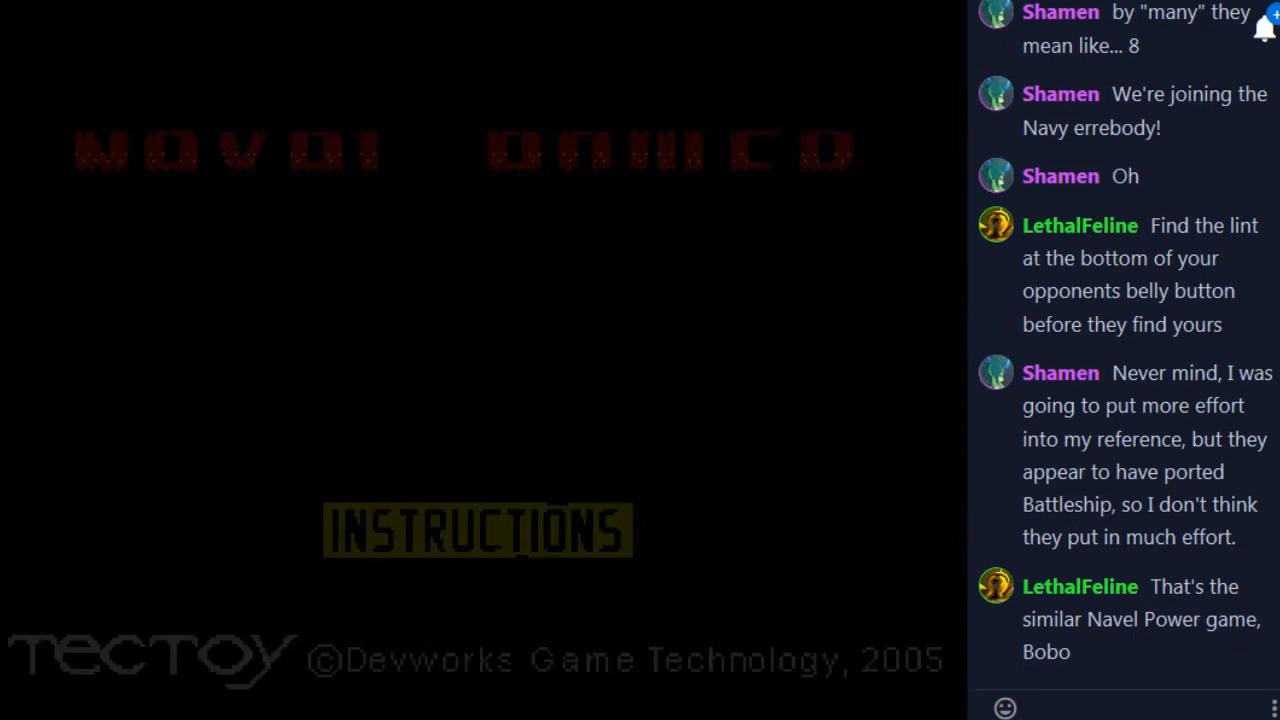 INSTRUCTIONS
TECTOY ©Devworks Game Technology, 2005
Shamen by "many" they
mean like... 8
Shamen We're joining the
Navy errebody!
Shamen Oh
LethalFeline Find the lint
at the bottom of your
opponents belly button
before they find yours
Shamen Never mind, I was
going to put more effort
into my reference, but they
appear to have ported
Battleship, so I don't think
they put in much effort.
LethalFeline That's the
similar Navel Power game,
Bobo